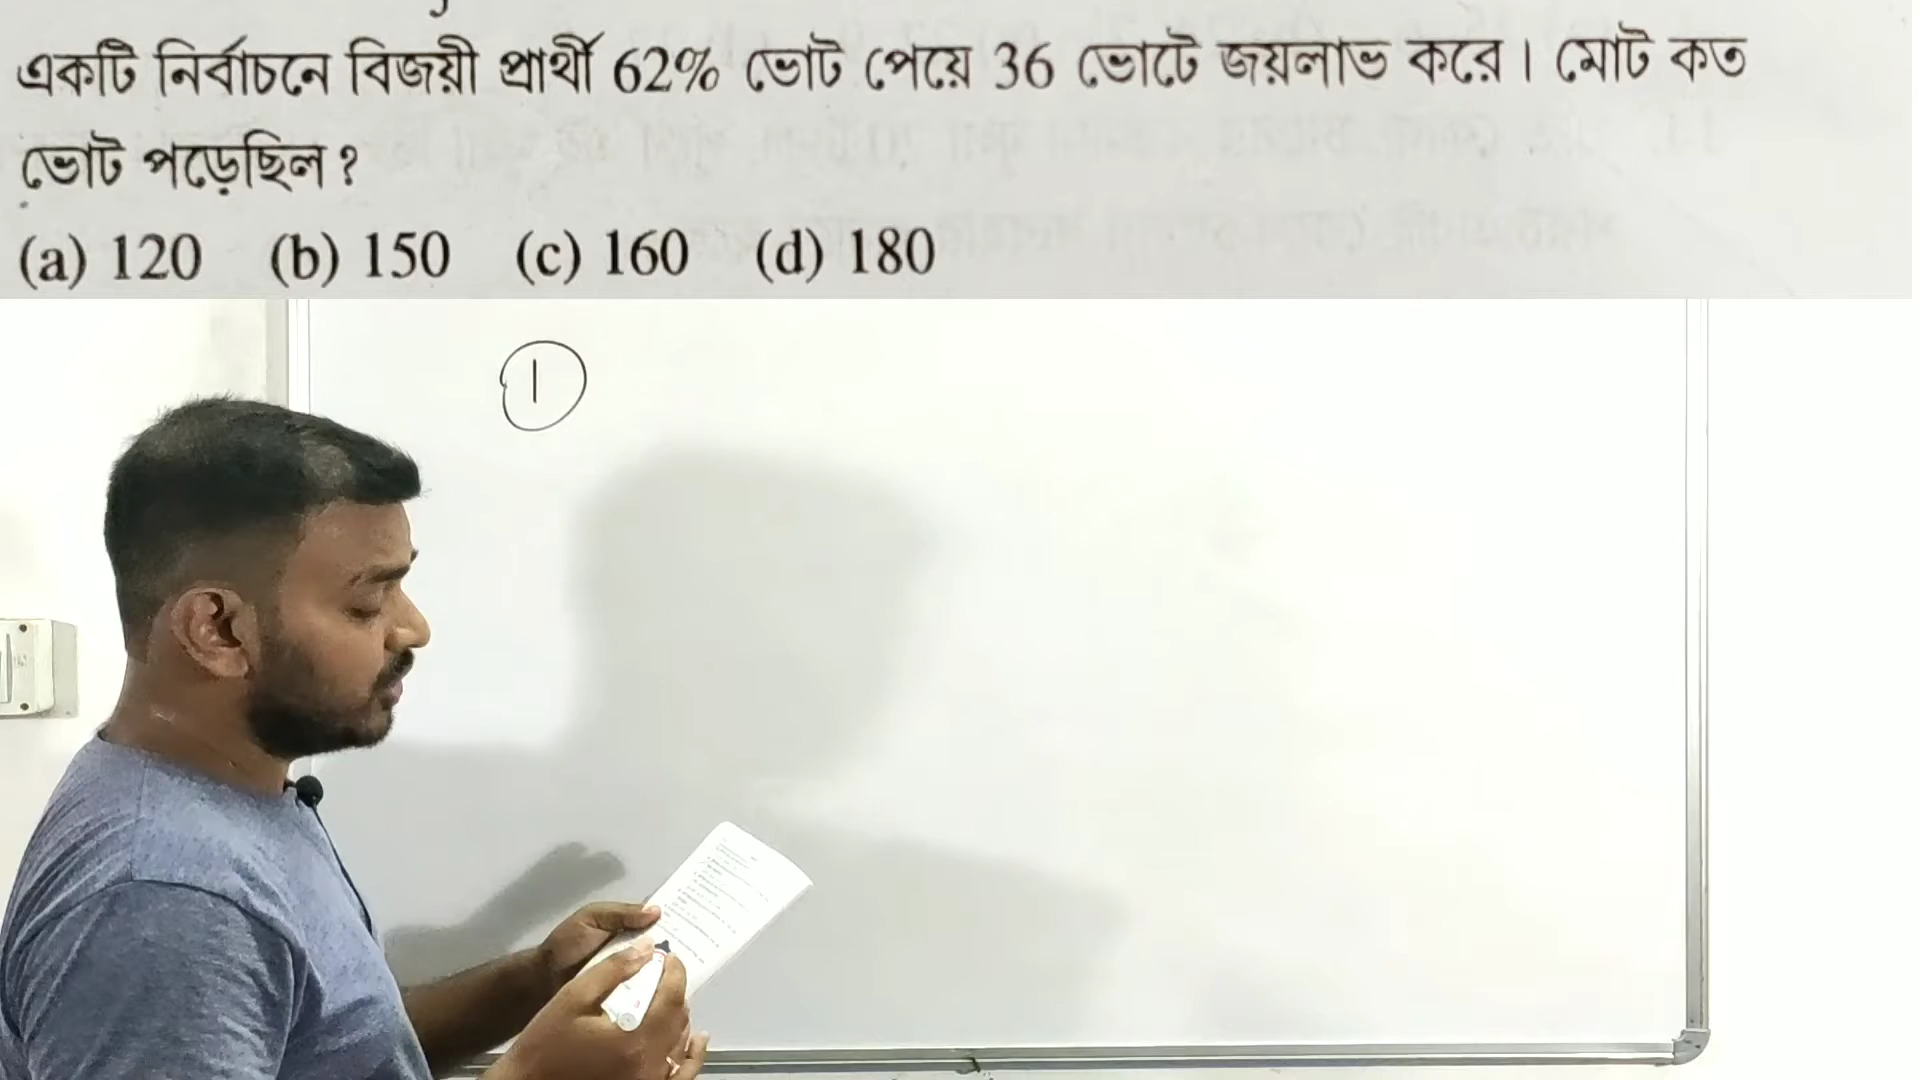 একটি নির্বাচনে বিজয়ী প্রার্থী 62% ভোট পেয়ে 36 ভোটে জয়লাভ করে। মোট কত
ভোট পড়েছিল?
(a) 120 (b) 150 (c) 160 (d) 180
1